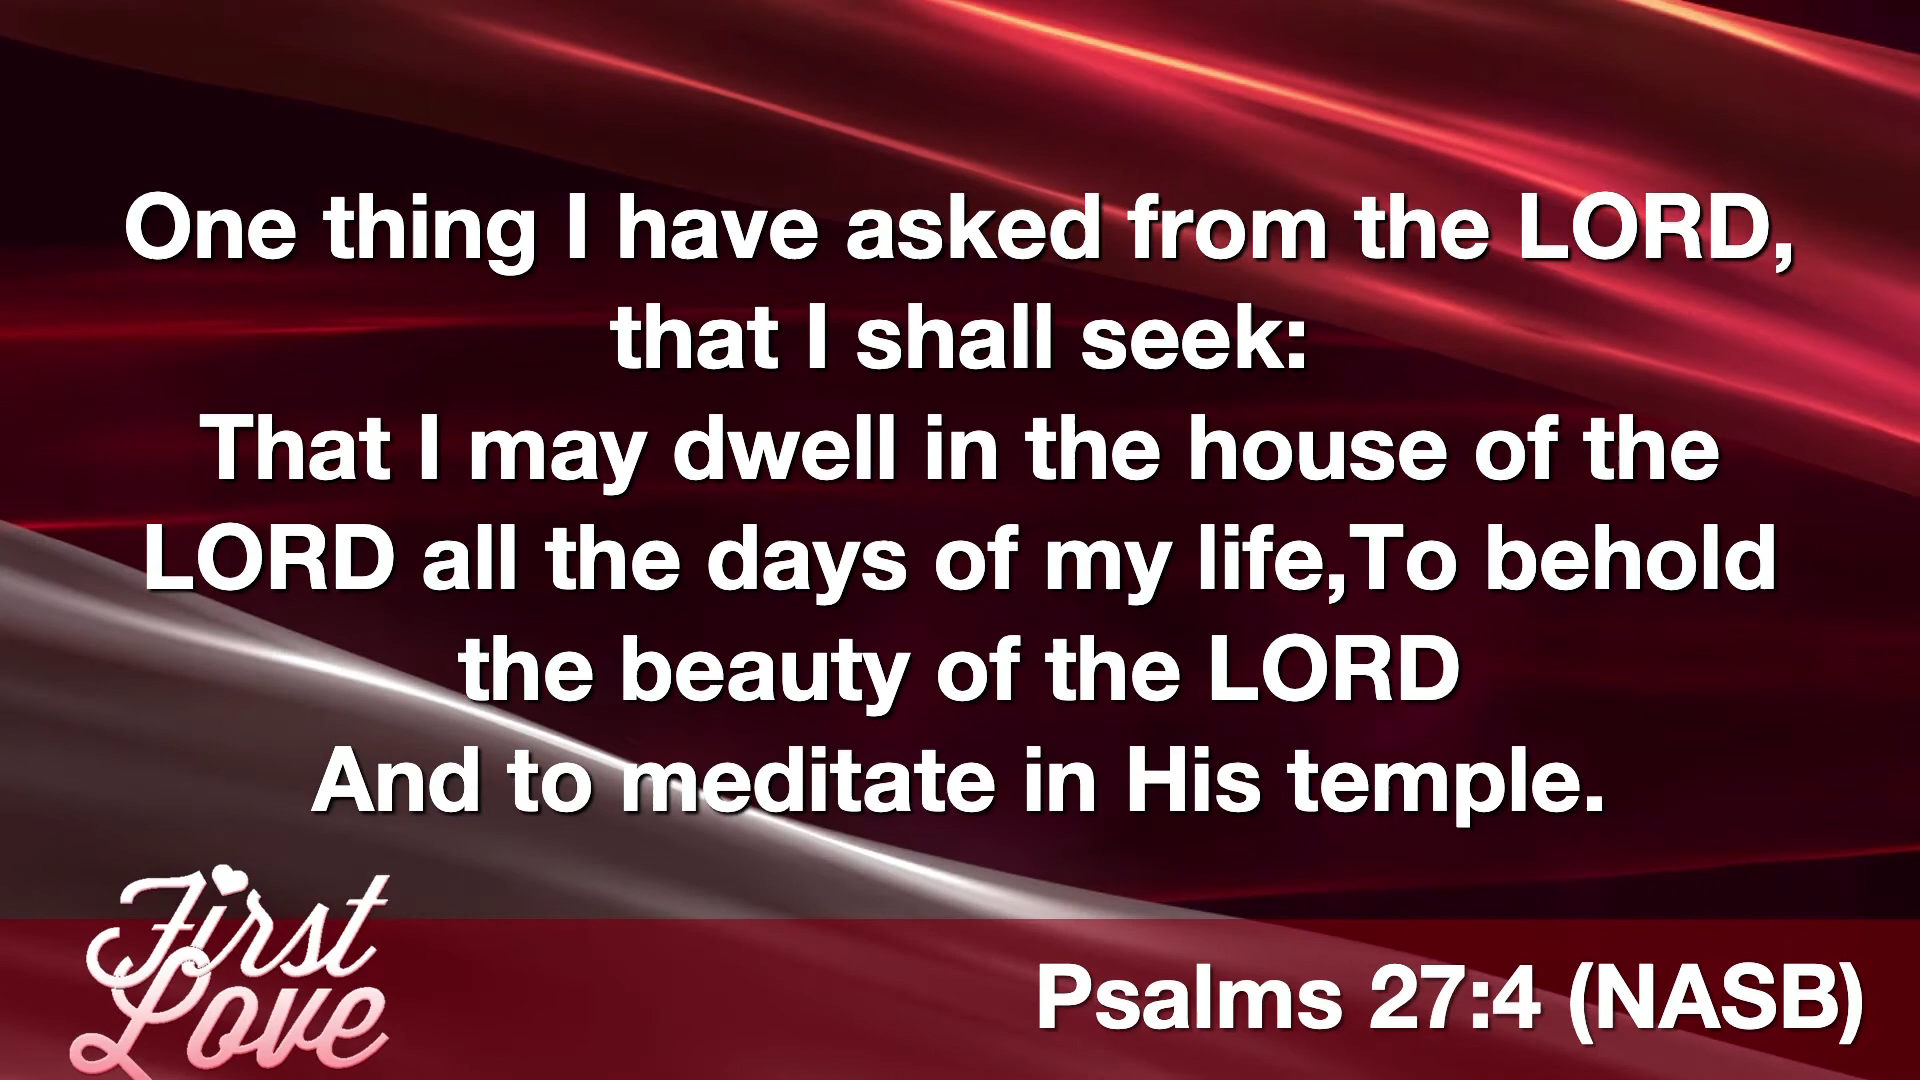 One thing I have asked from the LORD,
that I shall seek:
That I may dwell in the house of the
LORD all the days of my life,To behold
the beauty of the LORD
And to meditate in His temple.
First
Love
Psalms 27:4 (NASB)